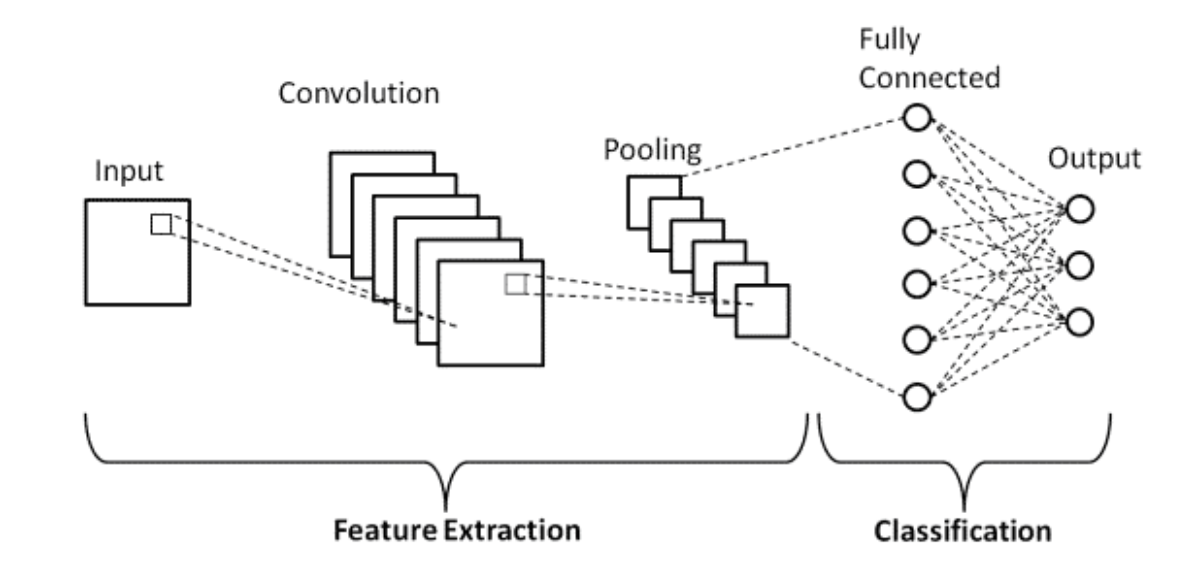 Input
Convolution
Pooling
Fully
Connected
Output
Feature Extraction
Classification